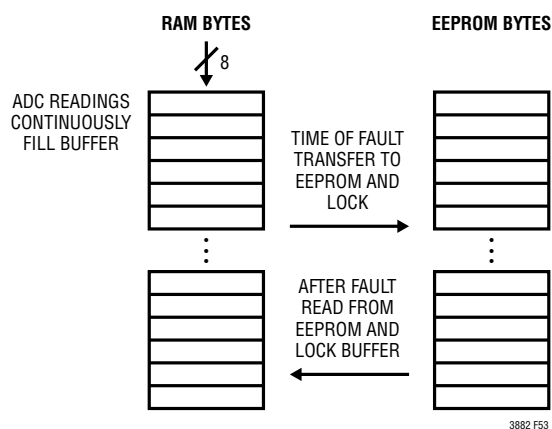 RAM BYTES
EEPROM BYTES
8
ADC READINGS
CONTINUOUSLY
FILL BUFFER
TIME OF FAULT
TRANSFER TO
EEPROM AND
LOCK
AFTER FAULT
READ FROM
EEPROM AND
LOCK BUFFER
3882 F53